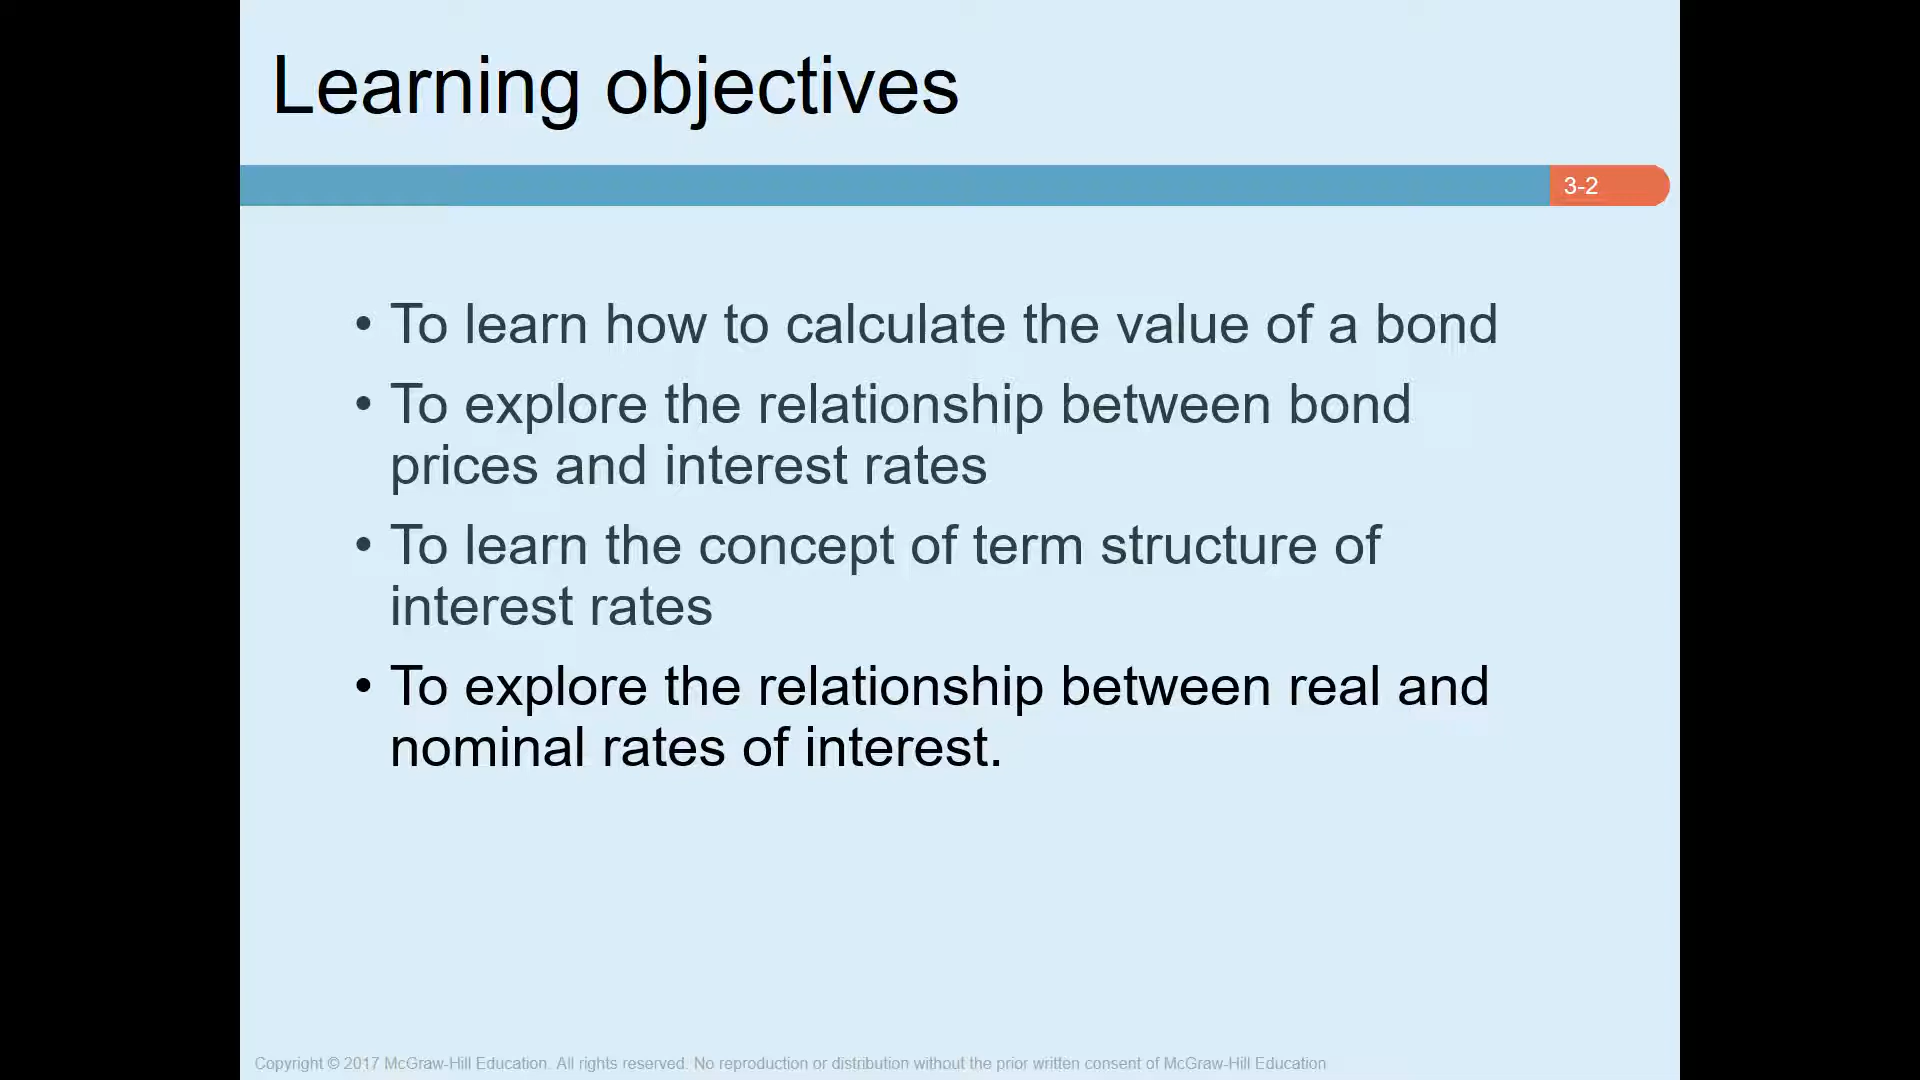 Learning objectives
3-2
• To learn how to calculate the value of a bond
• To explore the relationship between bond
prices and interest rates
• To learn the concept of term structure of
interest rates
• To explore the relationship between real and
nominal rates of interest.
Copyright © 2017 McGraw-Hill Education. All rights reserved. No reproduction or distribution without the prior written consent of McGraw-Hill Education